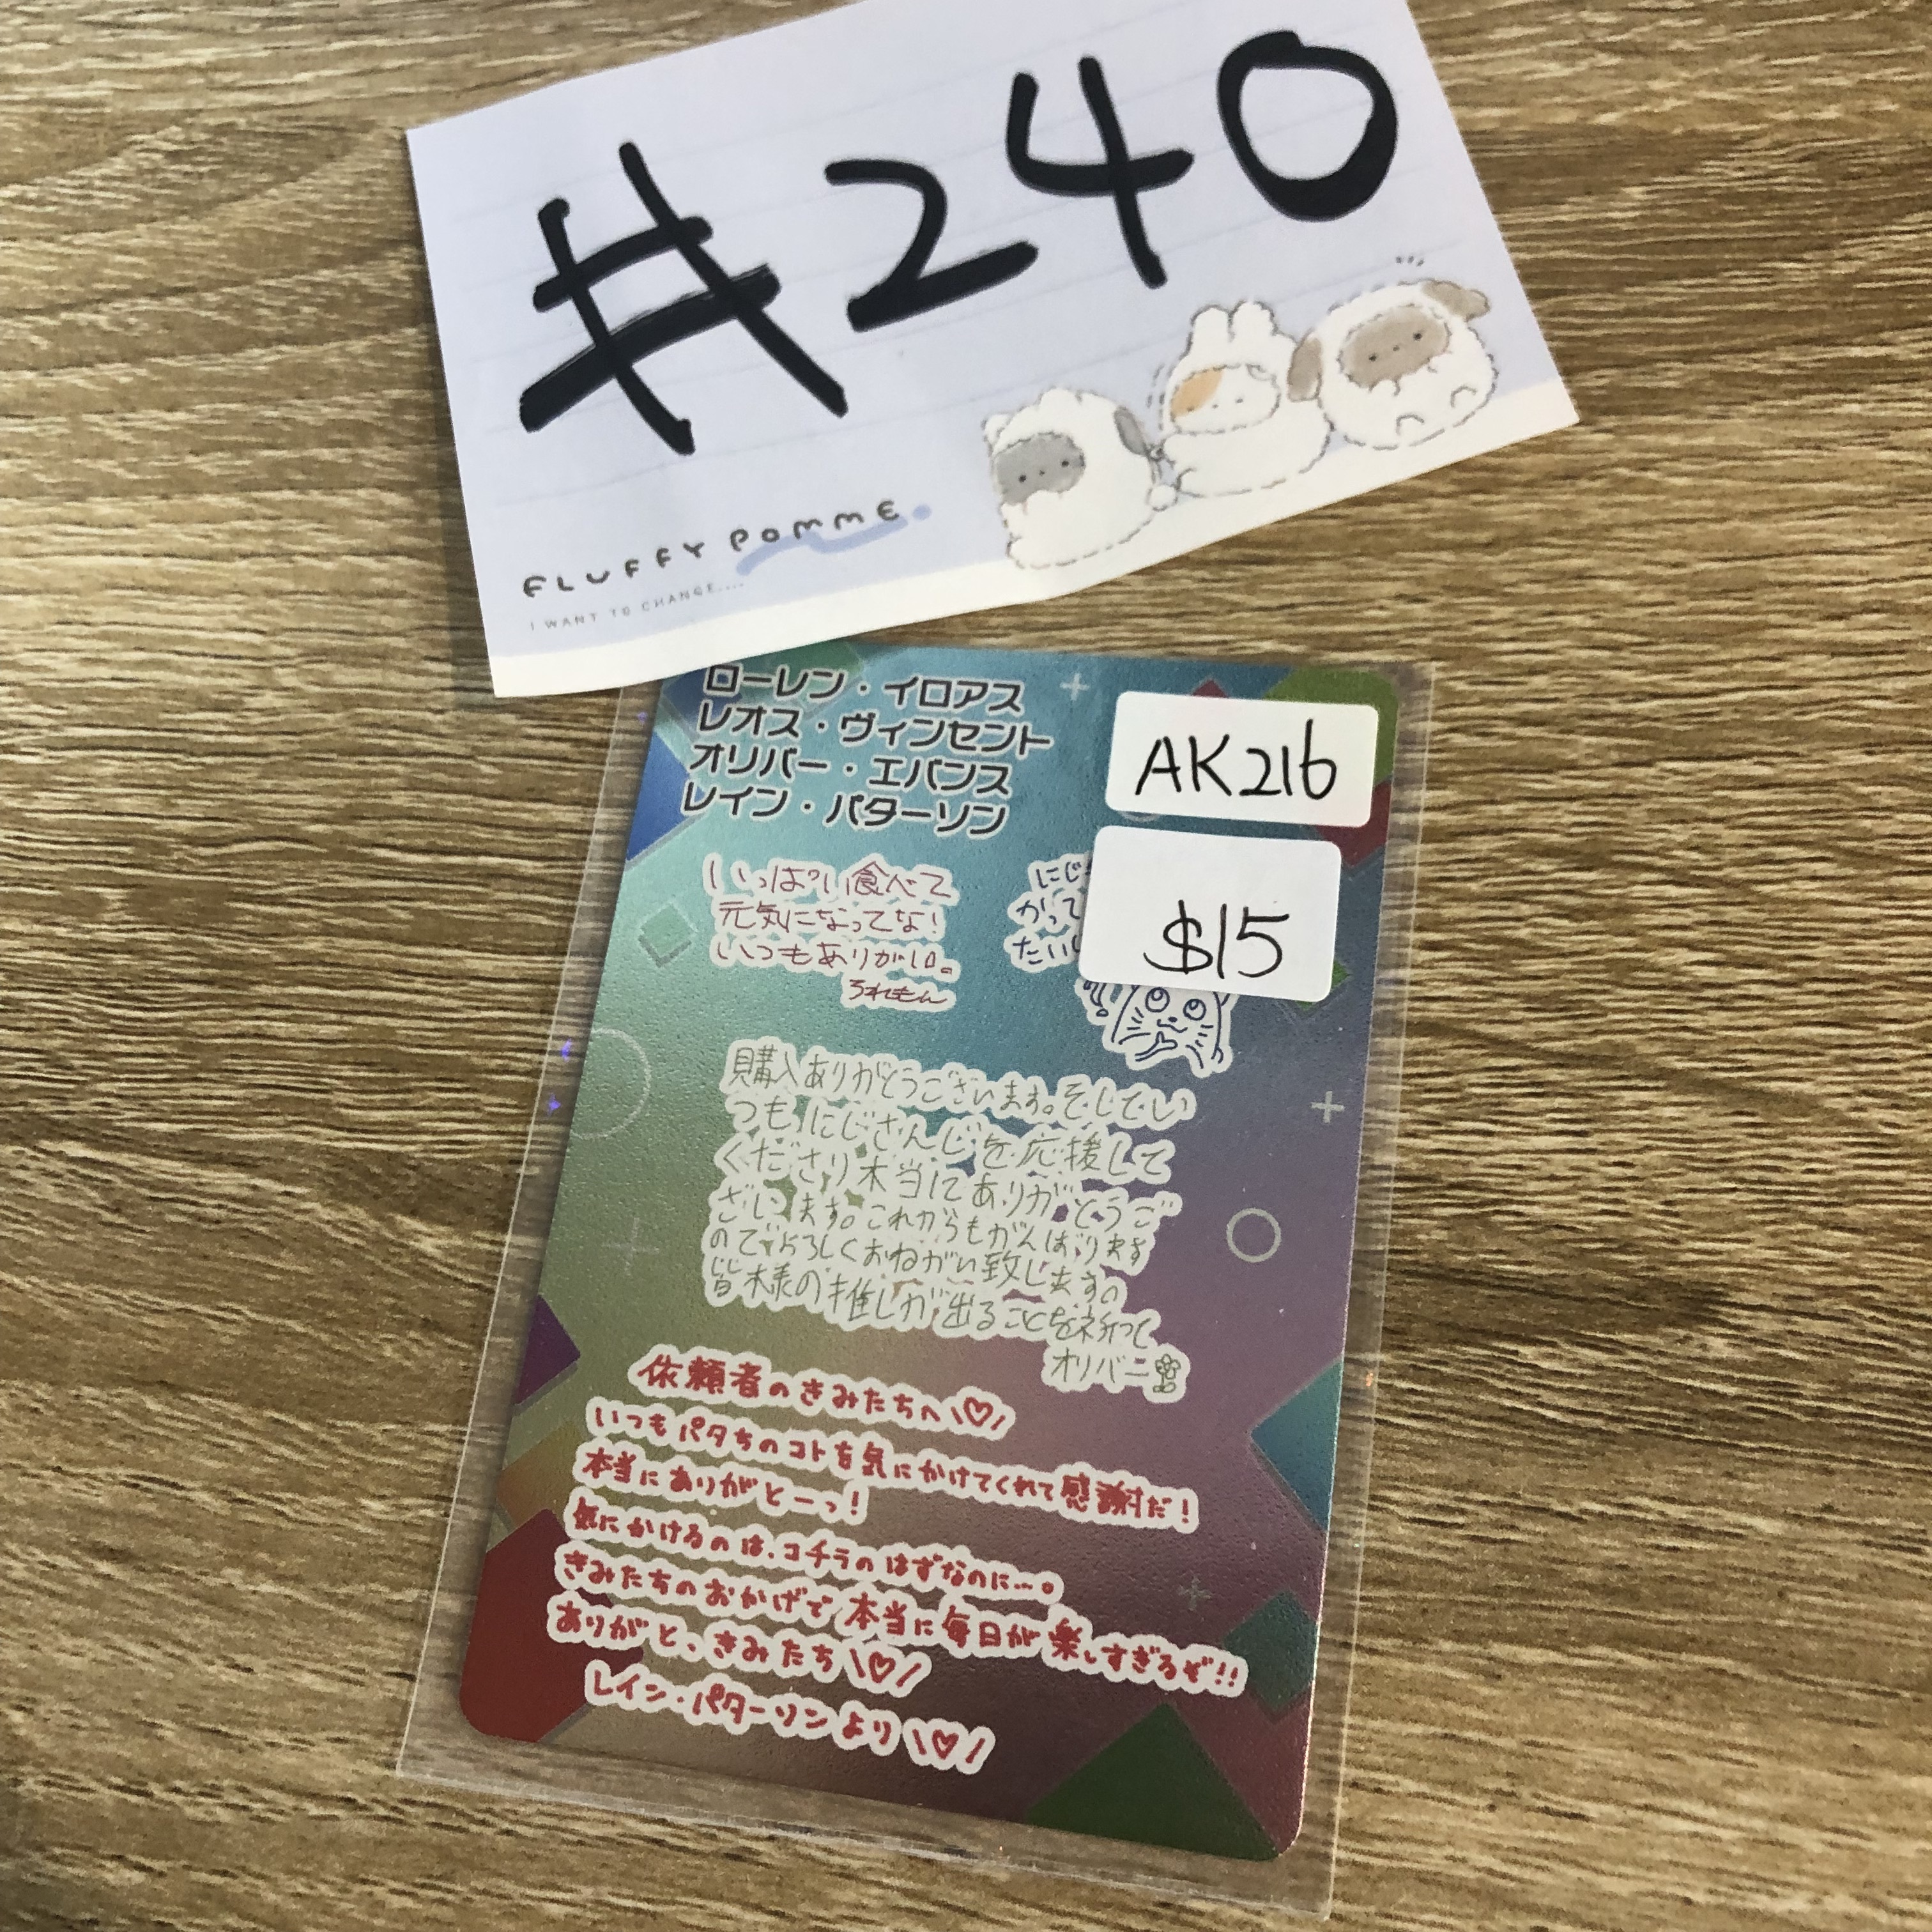 #240
FLUFFY POMME
I WANT TO CHANGE....
ローレン・イロアス
レオス・ヴィンセント
オリバー・エバンス
レイン・パターソン
AK216
$15
いっぱい食べて
元気になってな!
いつもありがとな。
うれもん
にじ
かって
たいい
購入ありがとうございます。そしてい
つもにじさんじを応援して
くださり本当にありがとうご
ざいます。これからもがんばります
のでよろしくおねがい致します。
皆様の推しが出ることを祈って
オリバー
依頼者のきみたちへ\♡/
いつもパタちのコトを気にかけてくれて感謝だ!
本当にありがとーっ!
気にかけるのは、コチラのはずなのに…。
きみたちのおかげで本当に毎日が楽しすぎるぞ!!
ありがと、きみたち\♡/
レイン・パターソンより\♡/